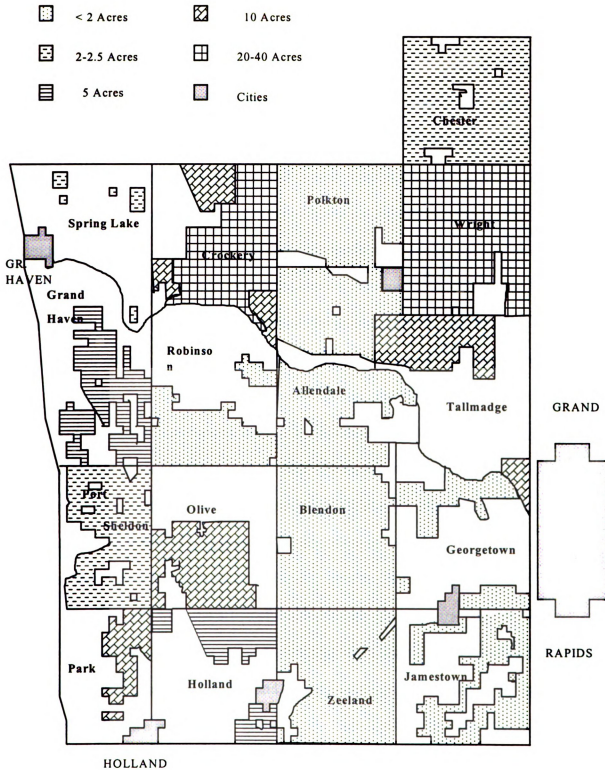 < 2 Acres
10 Acres
2-2.5 Acres
20-40 Acres
5 Acres
Cities
Chester
Polkton
Wright
Spring Lake
Crockery
GR.
HAVEN
Grand
Haven
Robinso
n
Allendale
Tallmadge
GRAND
Port
Sheldon
Olive
Blendon
Georgetown
RAPIDS
Park
Holland
Zeeland
Jamestown
HOLLAND